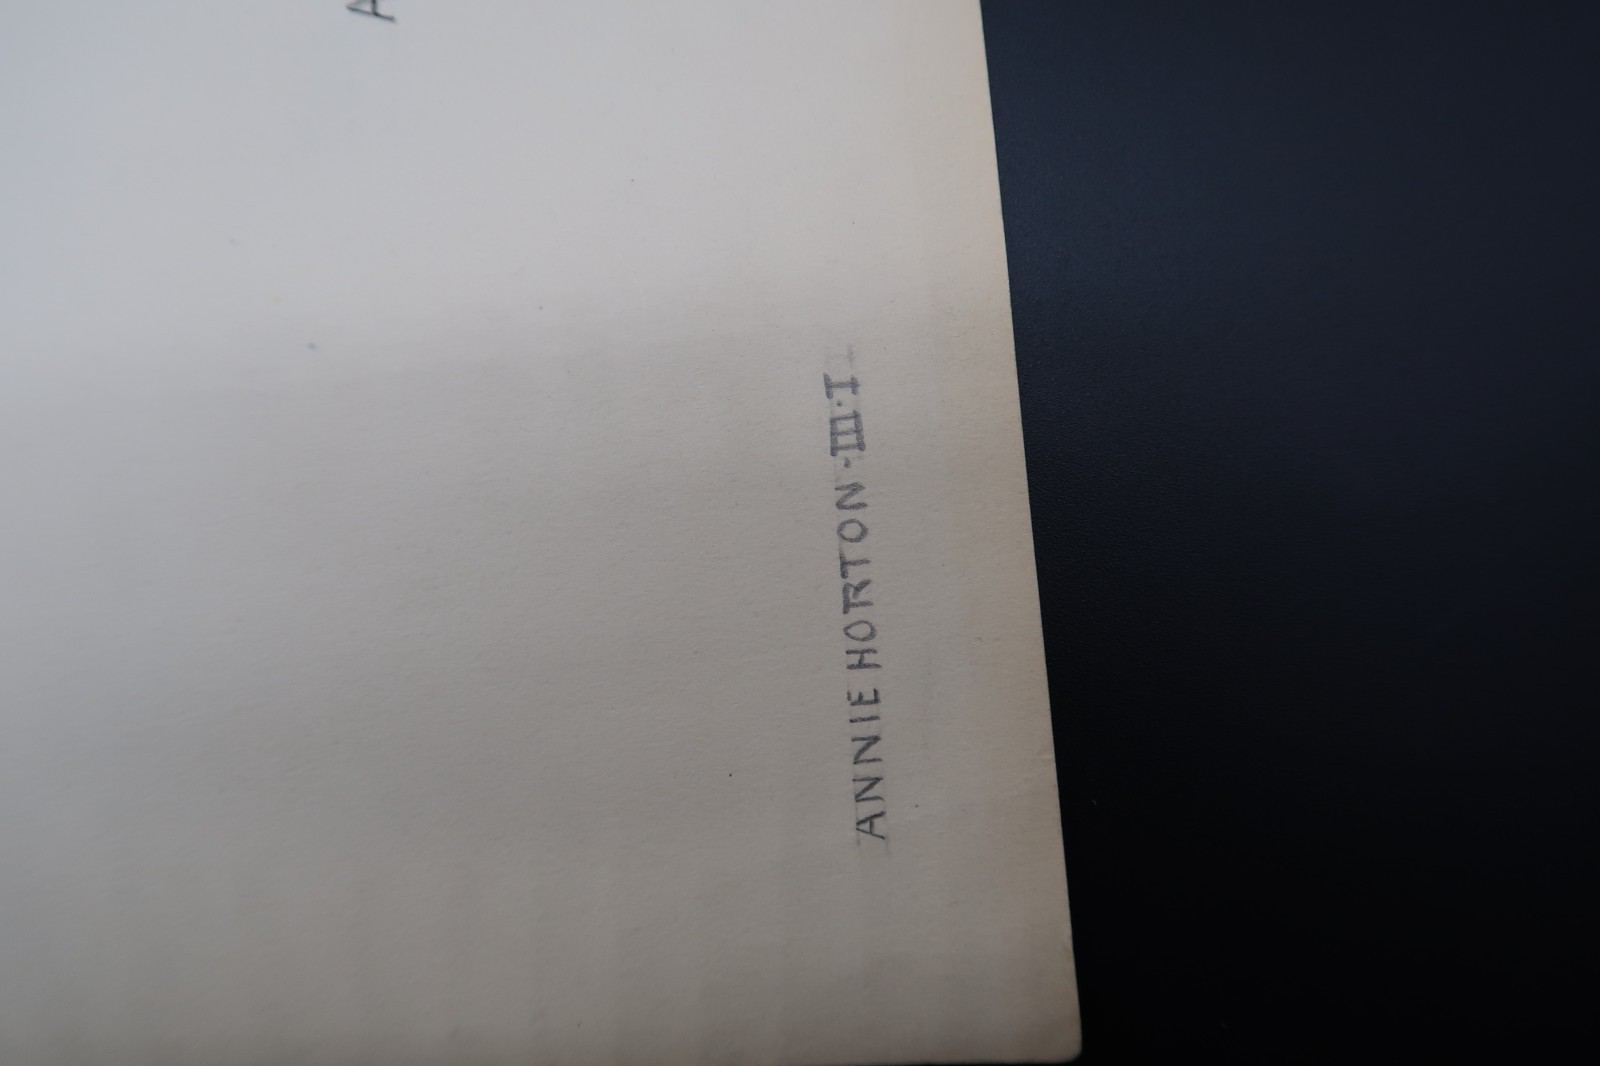 A
ANNIE HORTON - III · I